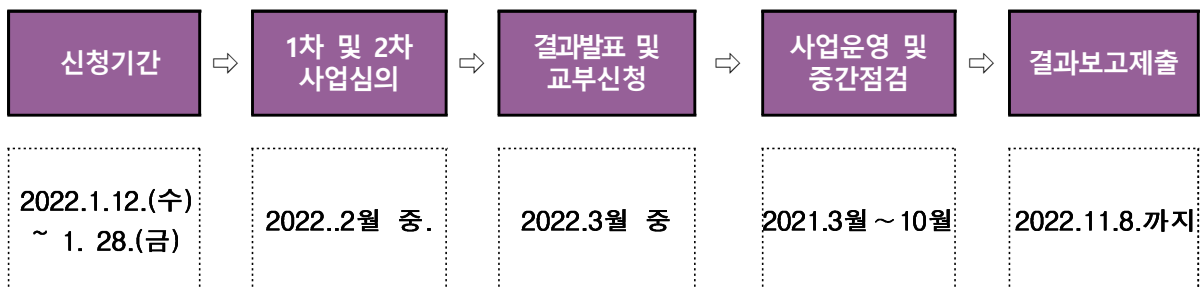 신청기간
1차 및 2차
사업심의
결과발표 및
교부신청
사업운영 및
중간점검
결과보고제출
2022.1.12.(수)
~ 1. 28.(금)
2022..2월 중.
2022.3월 중
2021.3월～10월
2022.11.8.까지